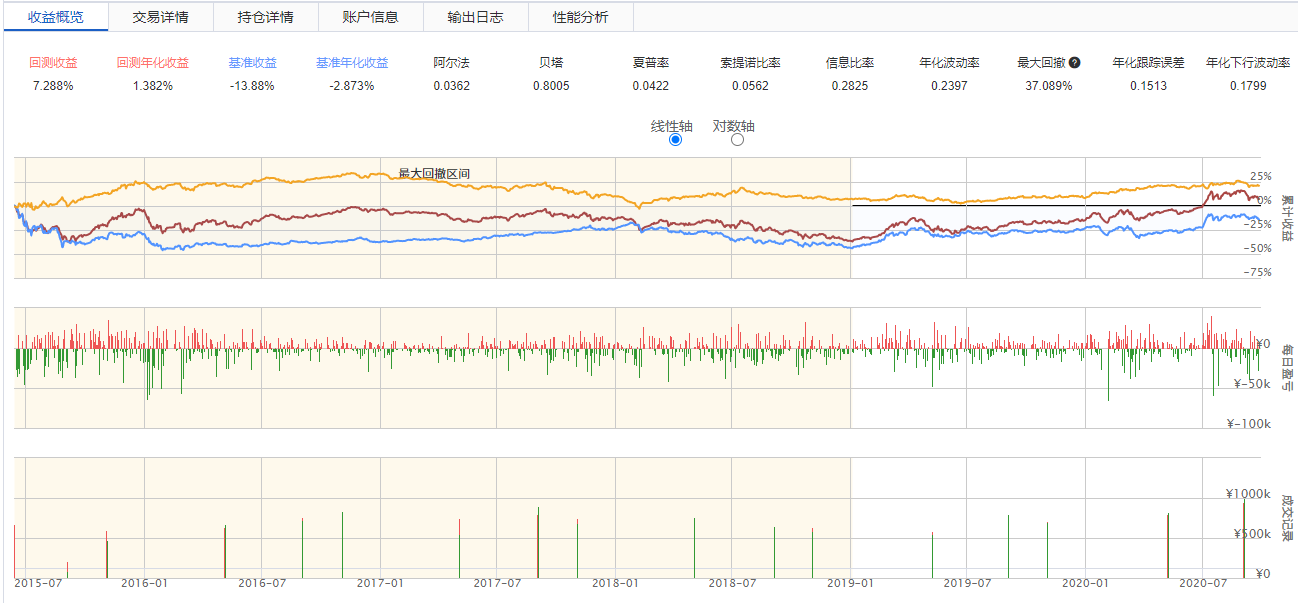 收益概览 交易详情 持仓详情 账户信息 输出日志 性能分析
回测收益 回测年化收益 基准收益 基准年化收益 阿尔法 贝塔 夏普率 索提诺比率 信息比率 年化波动率 最大回撤 ? 年化跟踪误差 年化下行波动率
7.288% 1.382% -13.88% -2.873% 0.0362 0.8005 0.0422 0.0562 0.2825 0.2397 37.089% 0.1513 0.1799
线性轴 对数轴
最大回撤区间
25%
0%
-25%
-50%
-75%
累计收益
¥0
¥-50k
¥-100k
每日盈亏
¥1000k
¥500k
¥0
成交记录
2015-07 2016-01 2016-07 2017-01 2017-07 2018-01 2018-07 2019-01 2019-07 2020-01 2020-07